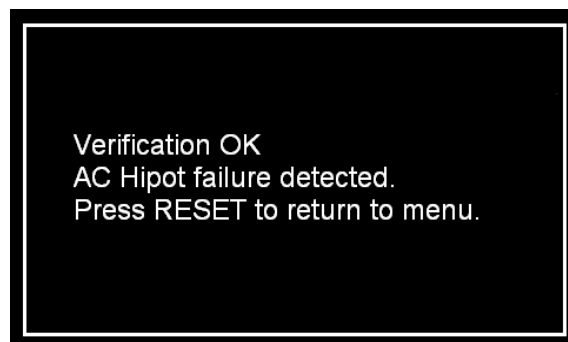 Verification OK
AC Hipot failure detected.
Press RESET to return to menu.